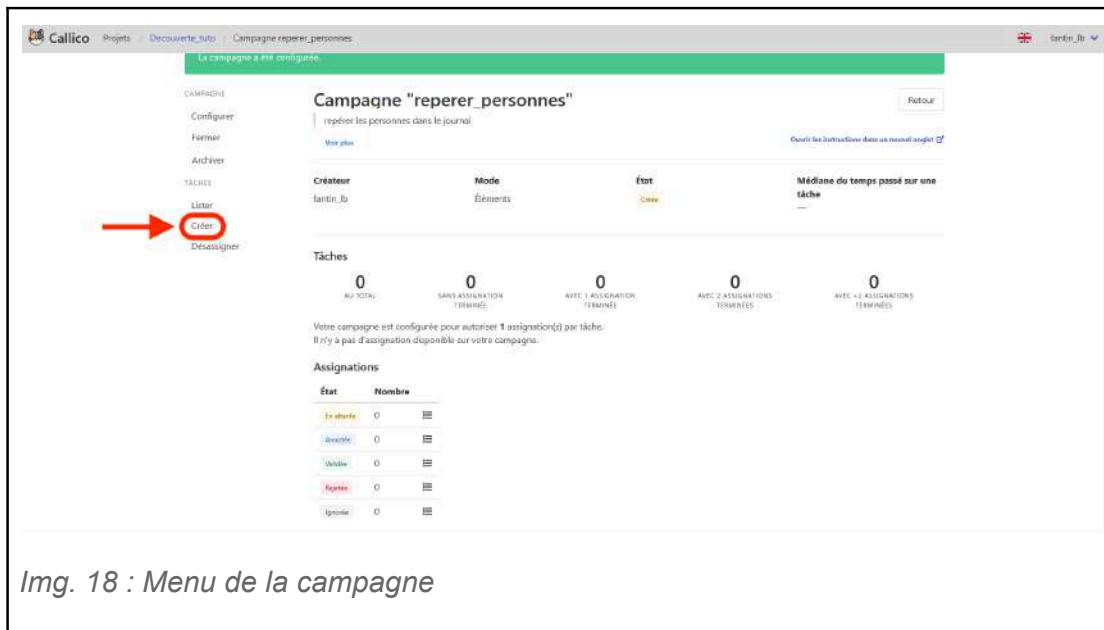 Callico Projets / Decouverte_tuto / Campagne reperer_personnes fantin_lb
La campagne a été configurée.
CAMPAGNE
Configurer
Fermer
Archiver
TÂCHES
Lister
Créer
Désassigner
Campagne "reperer_personnes"
Retour
repérer les personnes dans le journal
Voir plus
Ouvrir les instructions dans un nouvel onglet
Créateur Mode État Médiane du temps passé sur une
tâche
fantin_lb Éléments Créée —
Tâches
0 0 0 0 0
AU TOTAL SANS ASSIGNATION AVEC 1 ASSIGNATION AVEC 2 ASSIGNATIONS AVEC +2 ASSIGNATIONS
TERMINÉE TERMINÉE TERMINÉES TERMINÉES
Votre campagne est configurée pour autoriser 1 assignation(s) par tâche.
Il n'y a pas d'assignation disponible sur votre campagne.
Assignations
État Nombre
En attente 0
Annotée 0
Validée 0
Rejetée 0
Ignorée 0
Img. 18 : Menu de la campagne